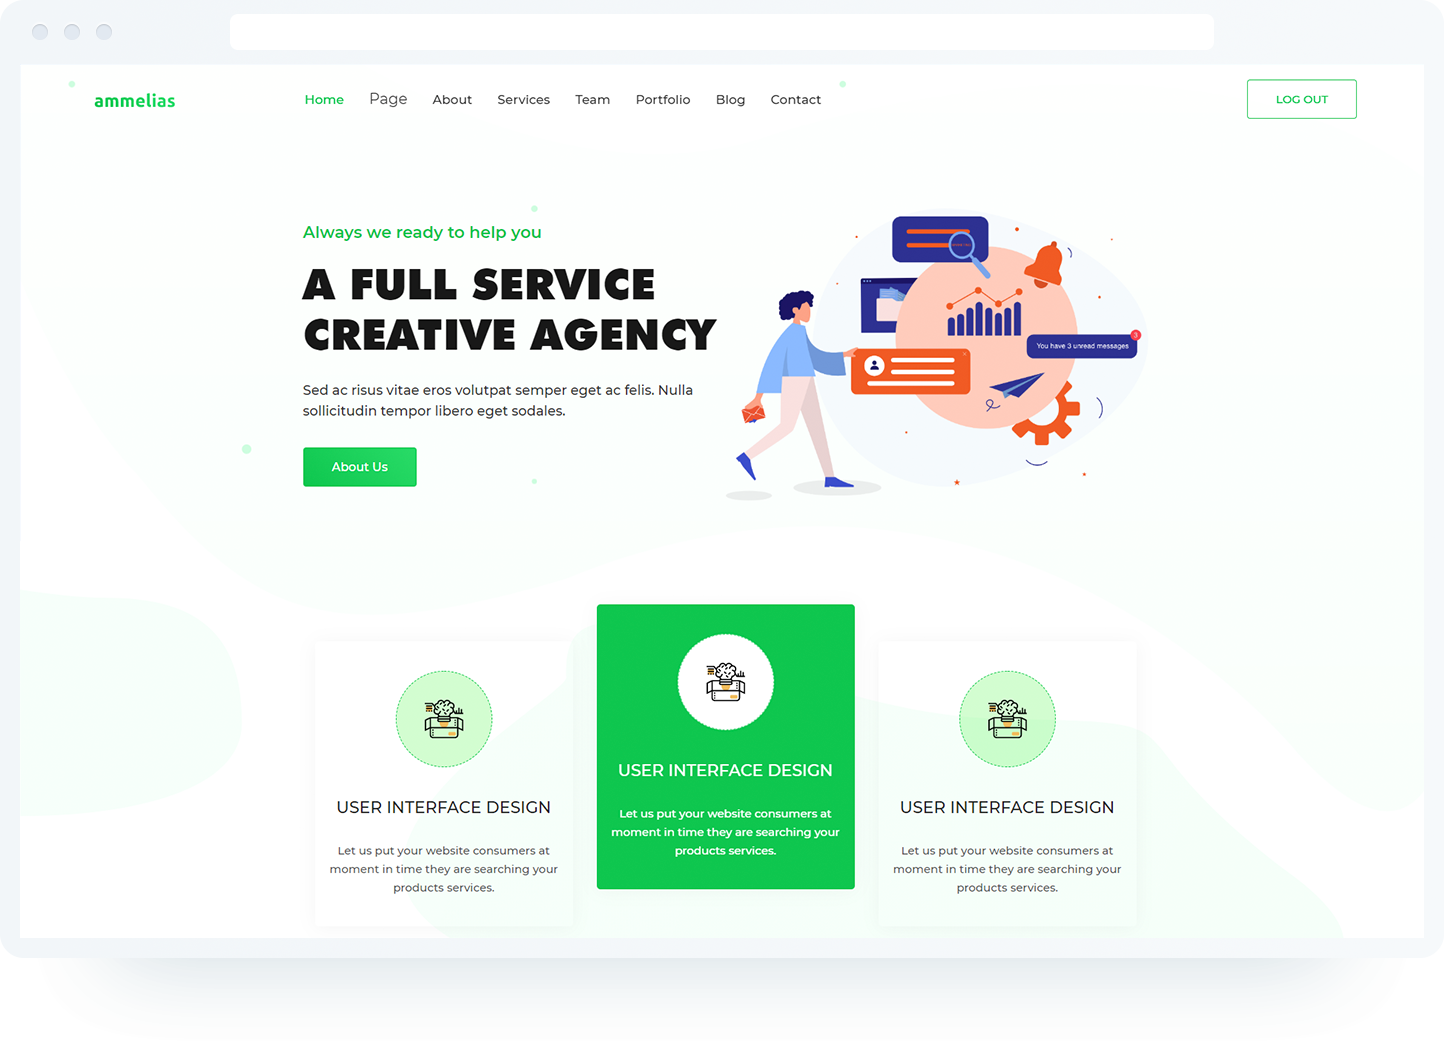 ammelias
Home Page About Services Team Portfolio Blog Contact
LOG OUT
Always we ready to help you
A FULL SERVICE
CREATIVE AGENCY
Sed ac risus vitae eros volutpat semper eget ac felis. Nulla
sollicitudin tempor libero eget sodales.
About Us
You have 3 unread messages
3
USER INTERFACE DESIGN
Let us put your website consumers at
moment in time they are searching your
products services.
USER INTERFACE DESIGN
Let us put your website consumers at
moment in time they are searching your
products services.
USER INTERFACE DESIGN
Let us put your website consumers at
moment in time they are searching your
products services.